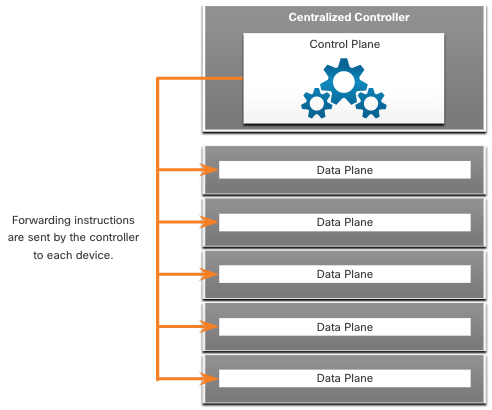 Centralized Controller
Control Plane
Data Plane
Data Plane
Forwarding instructions
are sent by the controller
to each device.
Data Plane
Data Plane
Data Plane